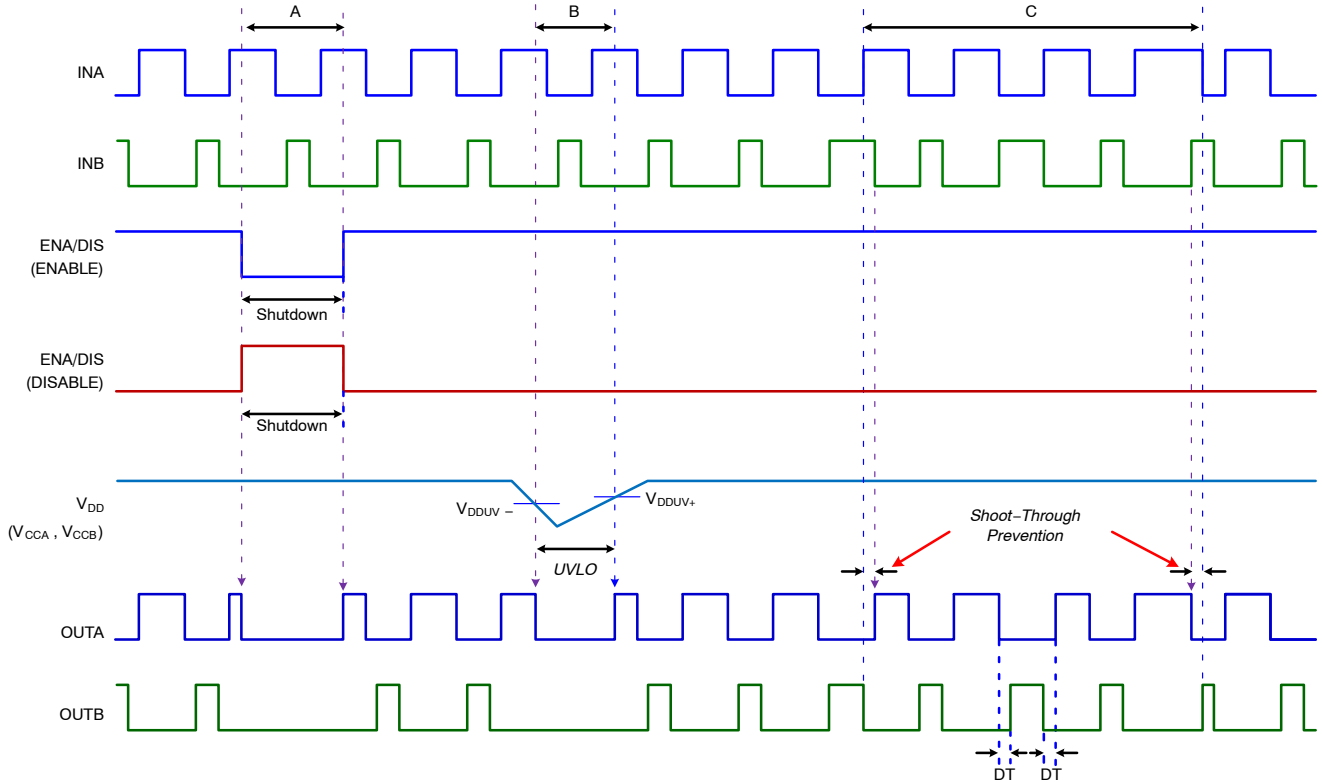 A
B
C
INA
INB
ENA/DIS
(ENABLE)
Shutdown
ENA/DIS
(DISABLE)
Shutdown
VDD
(VCCA , VCCB)
VDDUV −
VDDUV+
UVLO
Shoot−Through
Prevention
OUTA
OUTB
DT
DT